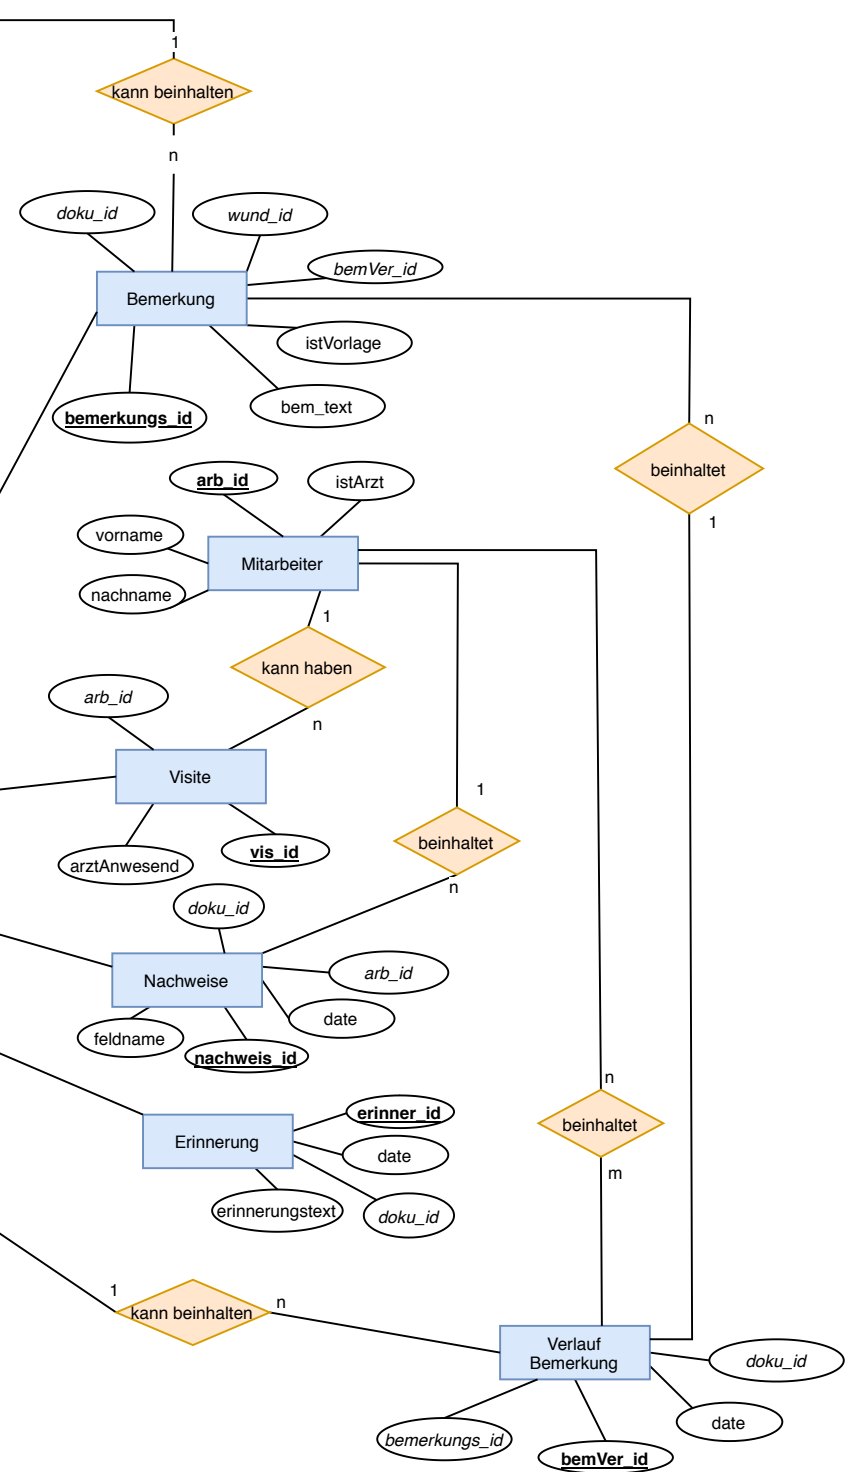 1
kann beinhalten
n
doku_id
wund_id
bemVer_id
Bemerkung
istVorlage
bem_text
bemerkungs_id
n
beinhaltet
1
arb_id
istArzt
vorname
Mitarbeiter
nachname
1
kann haben
n
arb_id
Visite
1
beinhaltet
n
arztAnwesend
vis_id
doku_id
arb_id
Nachweise
date
feldname
nachweis_id
n
beinhaltet
m
erinner_id
Erinnerung
date
erinnerungstext
doku_id
1
kann beinhalten
n
Verlauf
Bemerkung
doku_id
date
bemerkungs_id
bemVer_id